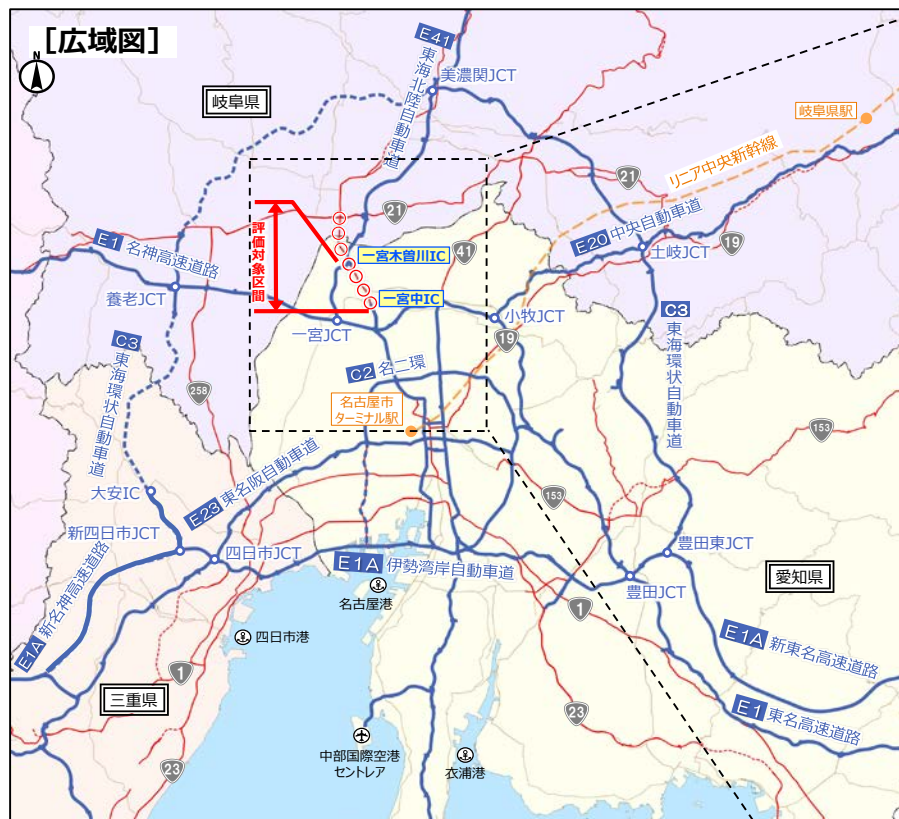 [広域図]
N
E41
東海北陸自動車道
美濃関JCT
岐阜県
岐阜県駅
リニア中央新幹線
21
21
E20 中央自動車道
19
土岐JCT
評価対象区間
一宮木曽川IC
41
E1 名神高速道路
養老JCT
一宮中IC
一宮JCT
小牧JCT
19
C3
東海環状自動車道
C3
東海環状自動車道
258
C2 名二環
名古屋市
ターミナル駅
153
大安IC
E23 東名阪自動車道
153
新四日市JCT
四日市JCT
E1A 伊勢湾岸自動車道
豊田東JCT
豊田JCT
愛知県
名古屋港
E1A 新名神高速道路
四日市港
1
1
E1A 新東名高速道路
三重県
E1 東名高速道路
23
23
中部国際空港
セントレア
衣浦港